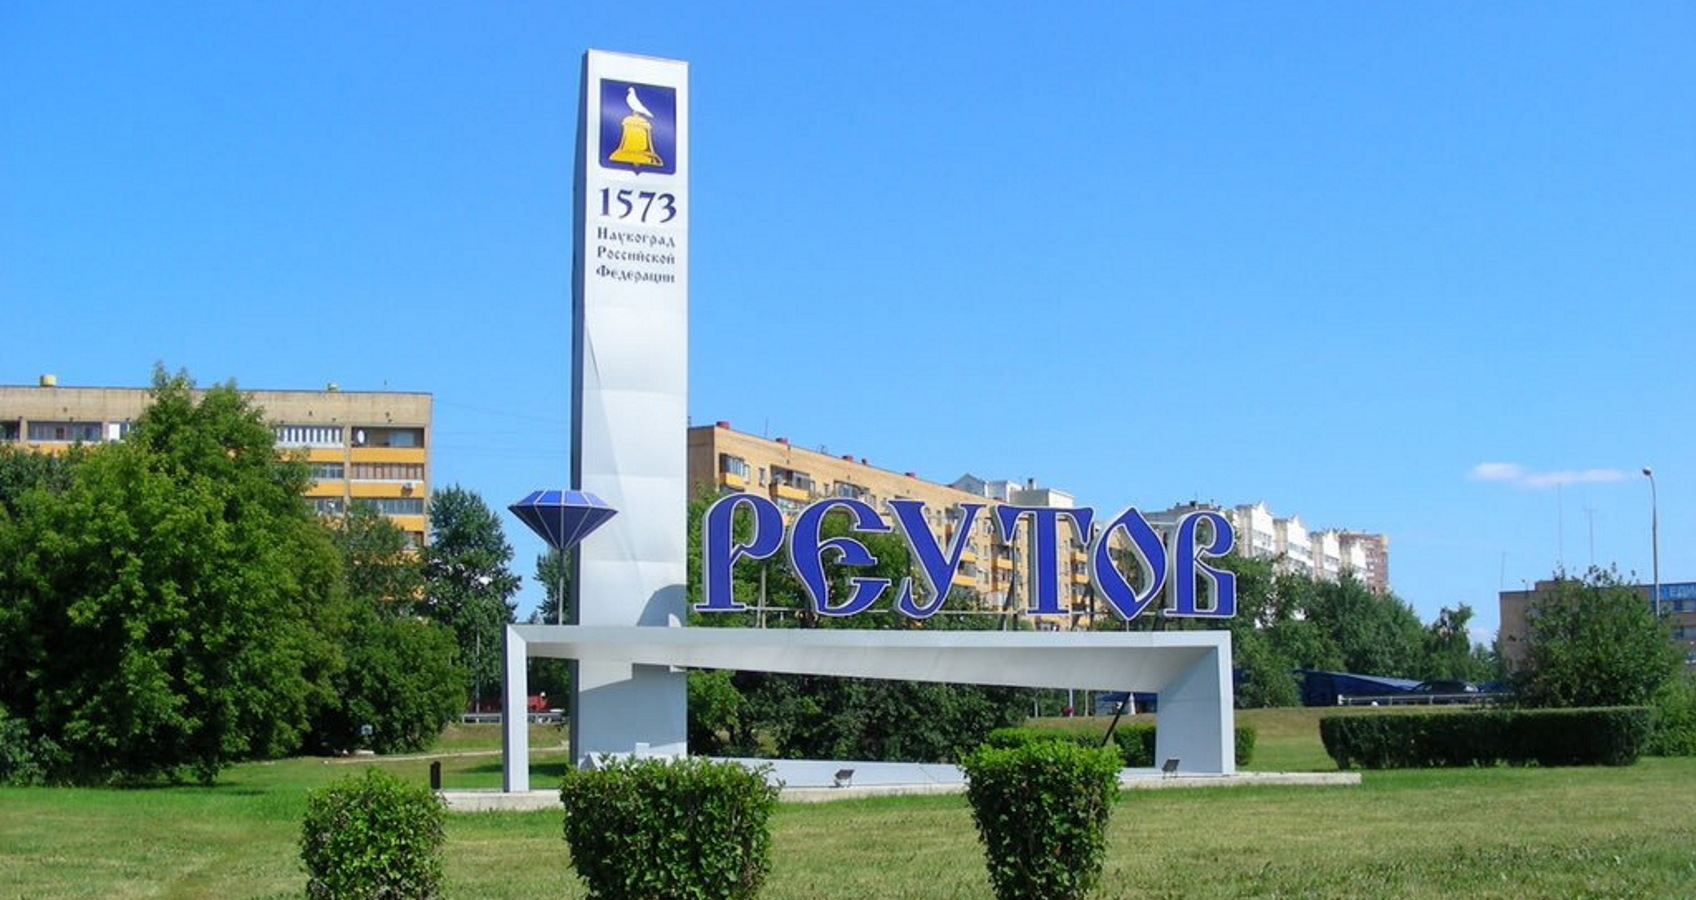 1573
Наукоград
Российской
Федерации
Реутов